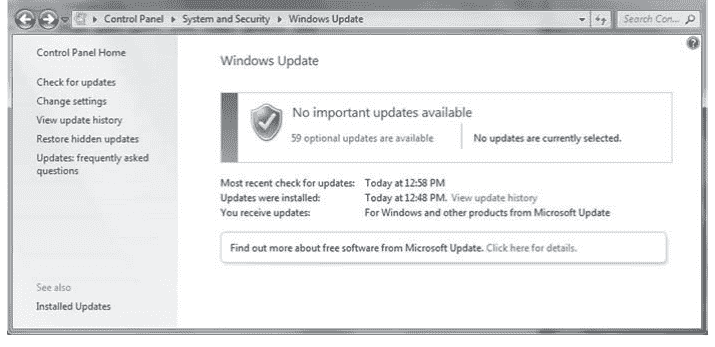 Control Panel ▸ System and Security ▸ Windows Update
Search Con...
Control Panel Home
Check for updates
Change settings
View update history
Restore hidden updates
Updates: frequently asked
questions
See also
Installed Updates
Windows Update
No important updates available
59 optional updates are available
No updates are currently selected.
Most recent check for updates: Today at 12:58 PM
Updates were installed: Today at 12:48 PM. View update history
You receive updates: For Windows and other products from Microsoft Update
Find out more about free software from Microsoft Update. Click here for details.